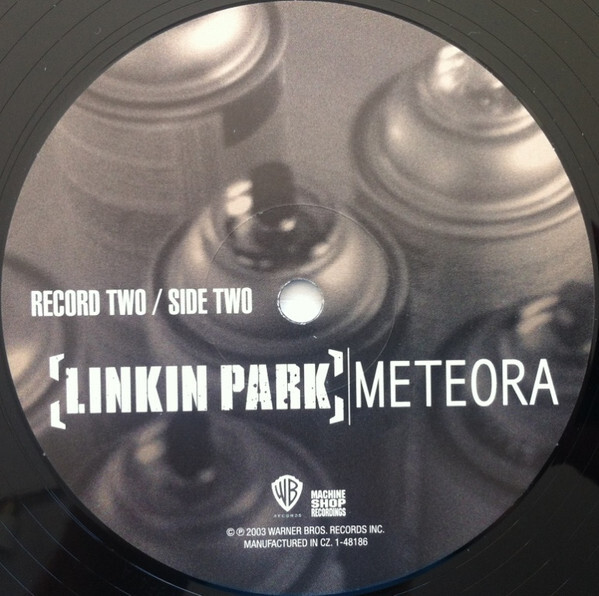 RECORD TWO / SIDE TWO
[LINKIN PARK] METEORA
WB
RECORDS
MACHINE
SHOP
RECORDINGS
© ℗ 2003 WARNER BROS. RECORDS INC.
MANUFACTURED IN CZ. 1-48186